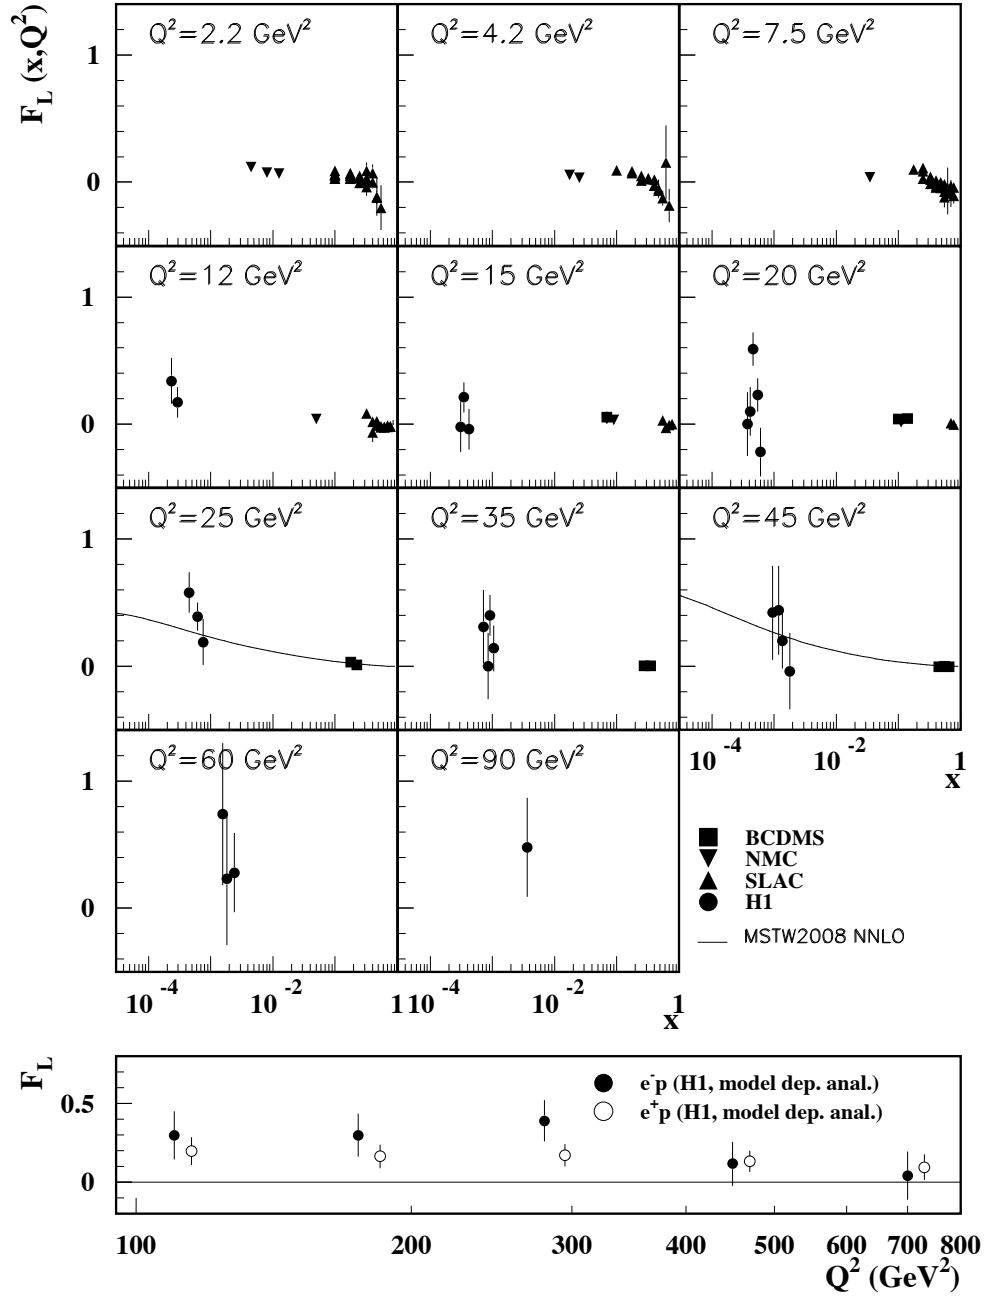 F_L (x,Q²)
Q²=2.2 GeV² Q²=4.2 GeV² Q²=7.5 GeV²
1
0
Q²=12 GeV² Q²=15 GeV² Q²=20 GeV²
1
0
Q²=25 GeV² Q²=35 GeV² Q²=45 GeV²
1
0
10⁻⁴ 10⁻² 1
x
Q²=60 GeV² Q²=90 GeV²
1
0
BCDMS
NMC
SLAC
H1
MSTW2008 NNLO
10⁻⁴ 10⁻² 1 10⁻⁴ 10⁻² 1
x
F_L
e⁻p (H1, model dep. anal.)
e⁺p (H1, model dep. anal.)
0.5
0
100 200 300 400 500 600 700 800
Q² (GeV²)